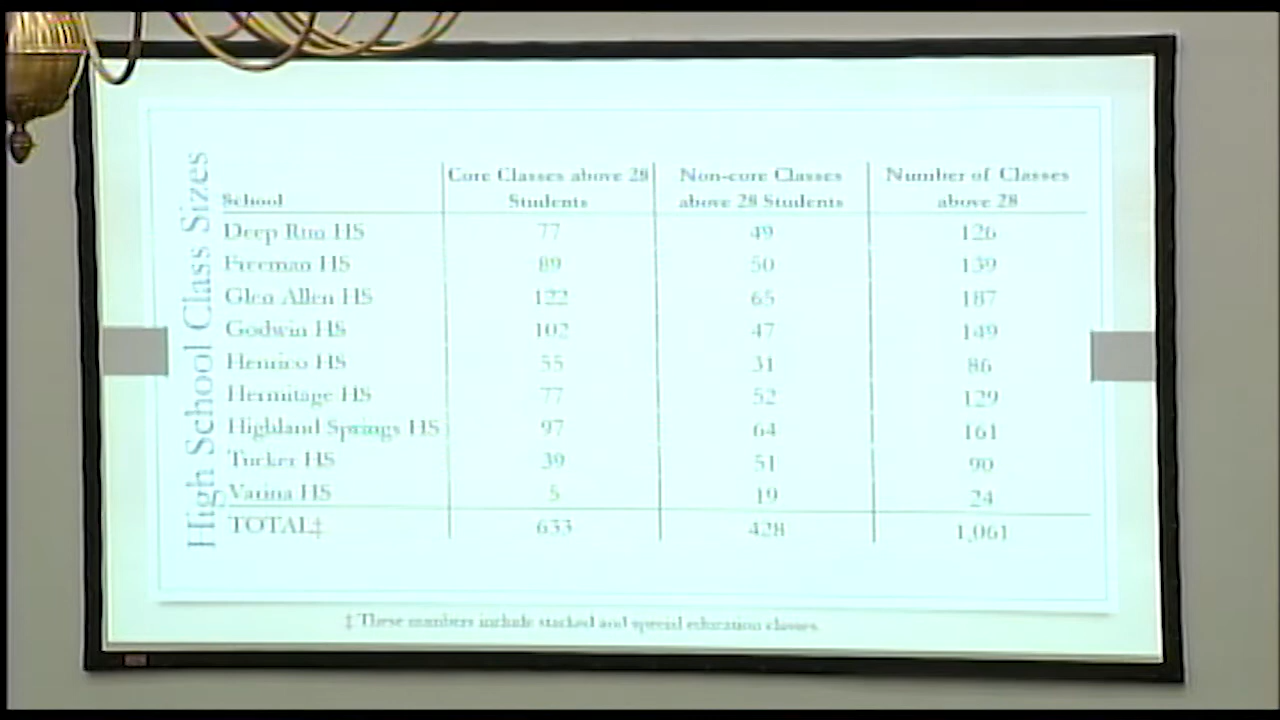 High School Class Sizes
School Core Classes above 28 Students Non-core Classes above 28 Students Number of Classes above 28
Deep Run HS 77 49 126
Freeman HS 89 50 139
Glen Allen HS 122 65 187
Godwin HS 102 47 149
Henrico HS 55 31 86
Hermitage HS 77 52 129
Highland Springs HS 97 64 161
Tucker HS 39 51 90
Varina HS 5 19 24
TOTAL‡ 633 428 1,061
‡ These numbers include stacked and special education classes.